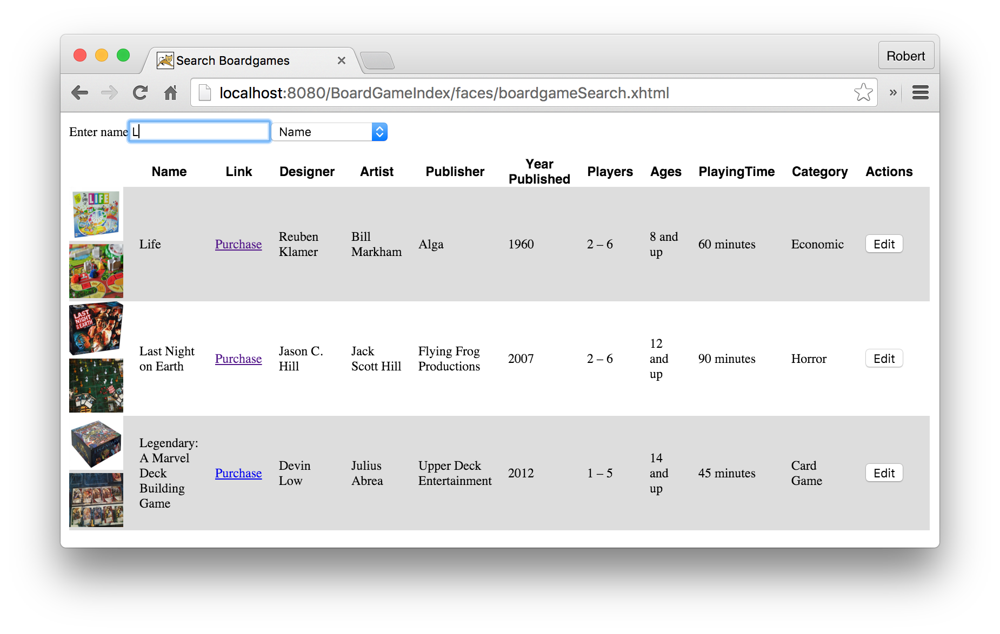 Search Boardgames
Robert
localhost:8080/BoardGameIndex/faces/boardgameSearch.xhtml
»
Enter name L Name
Name Link Designer Artist Publisher Year Published Players Ages PlayingTime Category Actions
THE Game OF LIFE
Life Purchase Reuben Klamer Bill Markham Alga 1960 2 – 6 8 and up 60 minutes Economic Edit
LAST NIGHT ON EARTH
Last Night on Earth Purchase Jason C. Hill Jack Scott Hill Flying Frog Productions 2007 2 – 6 12 and up 90 minutes Horror Edit
LEGENDARY
Legendary: A Marvel Deck Building Game Purchase Devin Low Julius Abrea Upper Deck Entertainment 2012 1 – 5 14 and up 45 minutes Card Game Edit